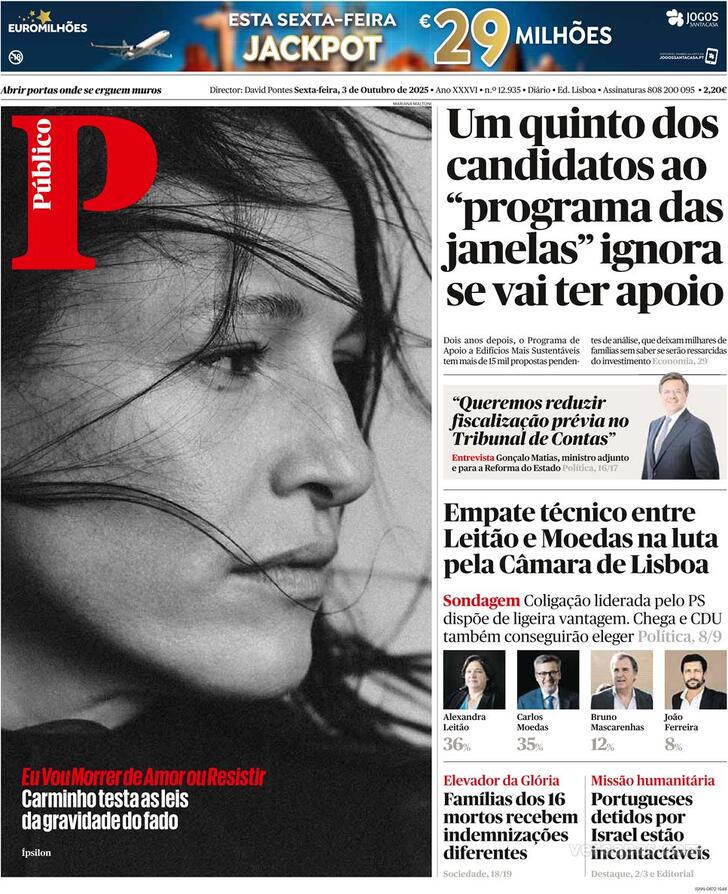 EUROMILHÕES
ESTA SEXTA-FEIRA
JACKPOT
€29 MILHÕES
JOGOS
SANTACASA
JOGOSSANTACASA.PT
Abrir portas onde se erguem muros
Director: David Pontes Sexta-feira, 3 de Outubro de 2025 • Ano XXXVI • n.º 12.935 • Diário • Ed. Lisboa • Assinaturas 808 200 095 • 2,20€
MARIANA MALTONI
P
Público
Um quinto dos
candidatos ao
“programa das
janelas” ignora
se vai ter apoio
Dois anos depois, o Programa de
Apoio a Edifícios Mais Sustentáveis
tem mais de 15 mil propostas penden-
tes de análise, que deixam milhares de
famílias sem saber se serão ressarcidas
do investimento Economia, 29
“Queremos reduzir
fiscalização prévia no
Tribunal de Contas”
Entrevista Gonçalo Matias, ministro adjunto
e para a Reforma do Estado Política, 16/17
Empate técnico entre
Leitão e Moedas na luta
pela Câmara de Lisboa
Sondagem Coligação liderada pelo PS
dispõe de ligeira vantagem. Chega e CDU
também conseguirão eleger Política, 8/9
Alexandra
Leitão
36%
Carlos
Moedas
35%
Bruno
Mascarenhas
12%
João
Ferreira
8%
Eu Vou Morrer de Amor ou Resistir
Carminho testa as leis
da gravidade do fado
Ípsilon
Elevador da Glória
Famílias dos 16
mortos recebem
indemnizações
diferentes
Sociedade, 18/19
Missão humanitária
Portugueses
detidos por
Israel estão
incontactáveis
Destaque, 2/3 e Editorial
ISNN-0872-1548